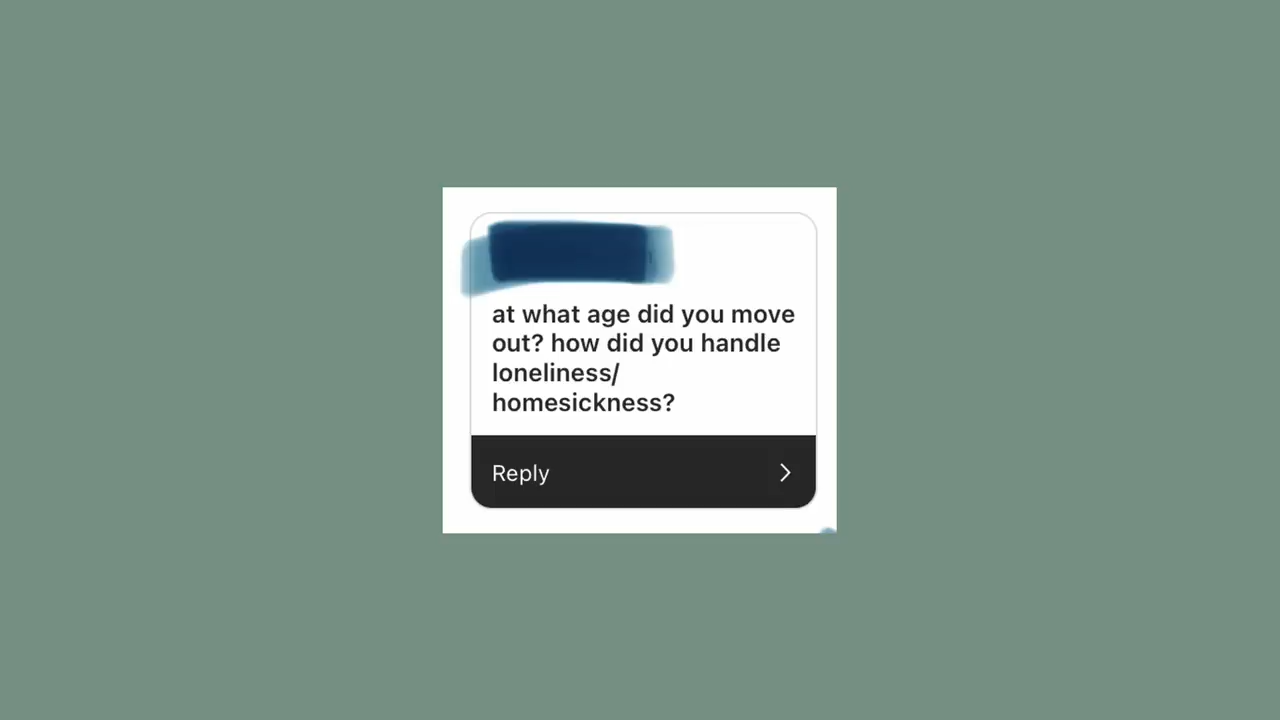 at what age did you move
out? how did you handle
loneliness/
homesickness?
Reply